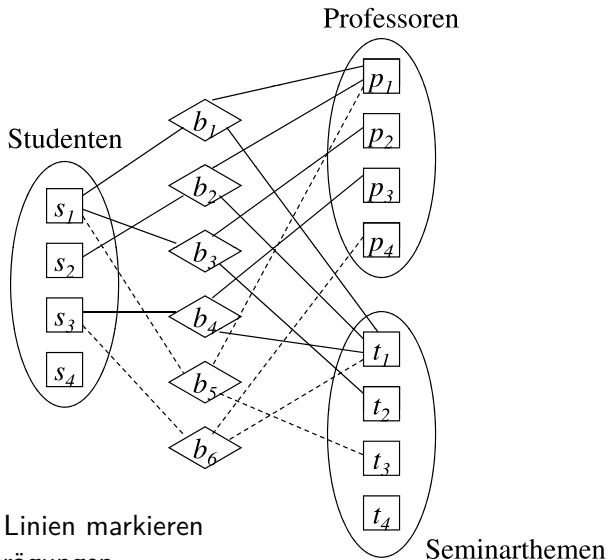 Professoren
Studenten
b1
b2
b3
b4
b5
b6
s1
s2
s3
s4
p1
p2
p3
p4
t1
t2
t3
t4
Linien markieren
Seminarthemen